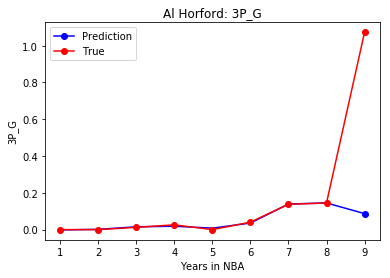 Al Horford: 3P_G
Prediction
True
1.0
0.8
0.6
0.4
0.2
0.0
3P_G
1 2 3 4 5 6 7 8 9
Years in NBA